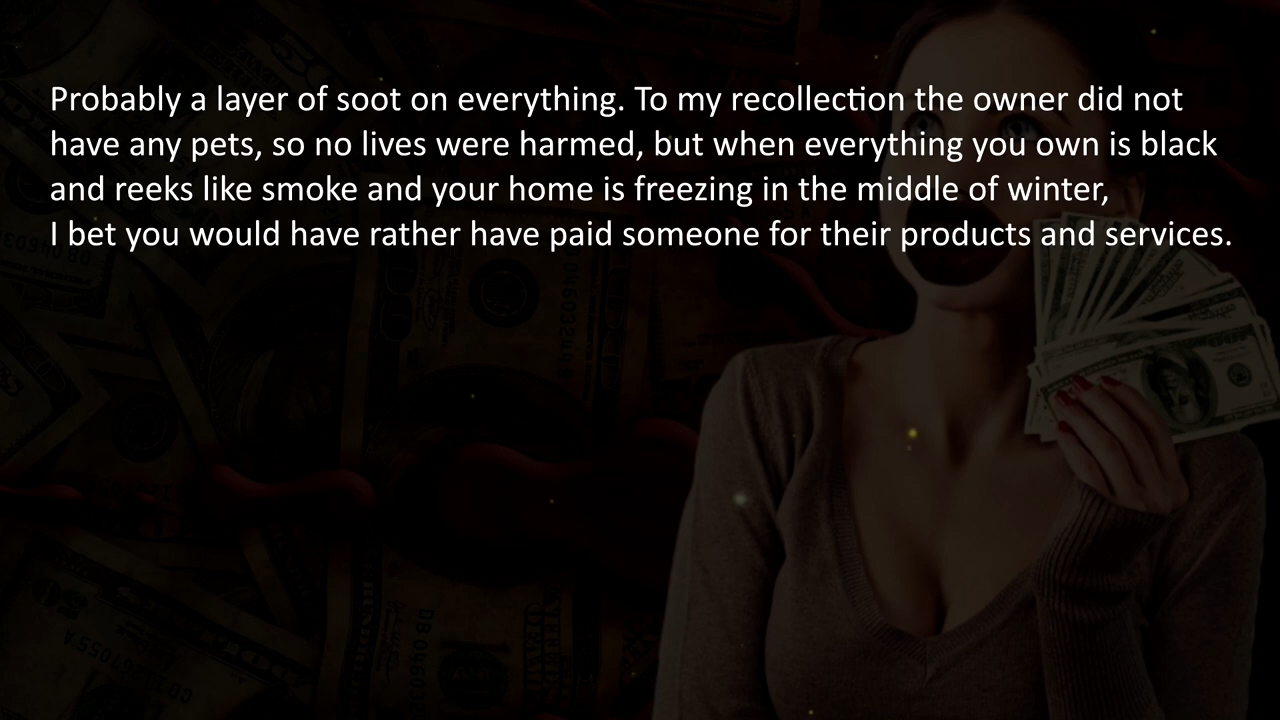 Probably a layer of soot on everything. To my recollection the owner did not
have any pets, so no lives were harmed, but when everything you own is black
and reeks like smoke and your home is freezing in the middle of winter,
I bet you would have rather have paid someone for their products and services.